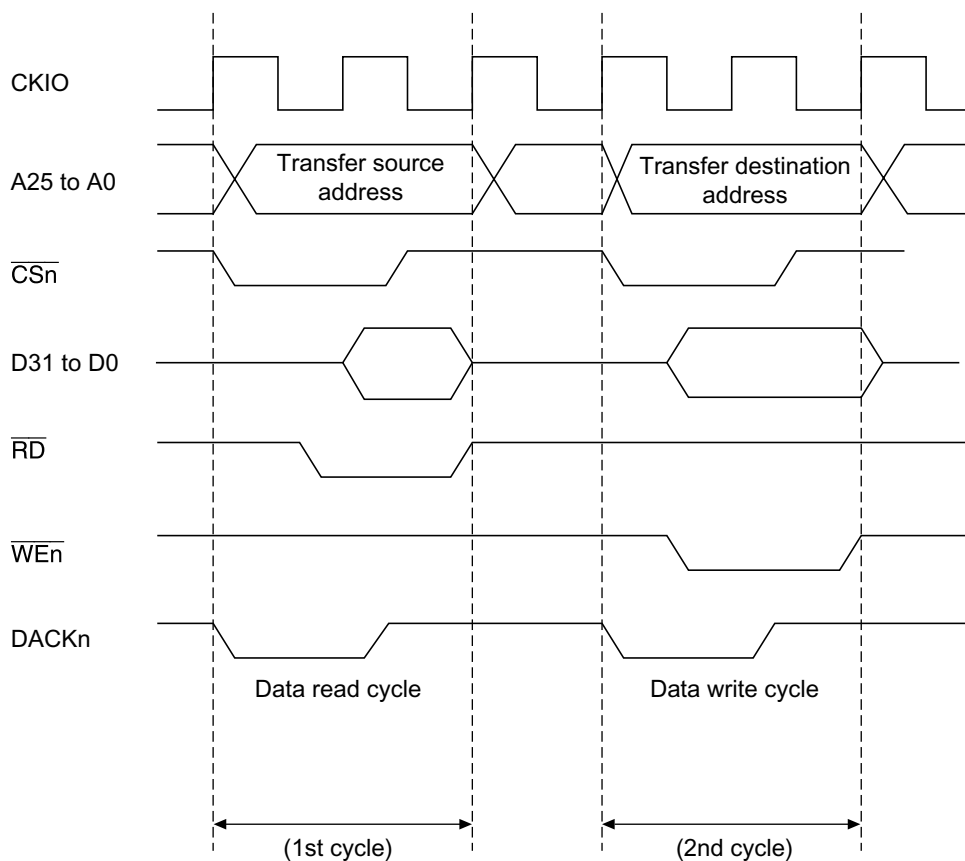 CKIO
A25 to A0
Transfer source
address
Transfer destination
address
CSn
D31 to D0
RD
WEn
DACKn
Data read cycle
Data write cycle
(1st cycle)
(2nd cycle)